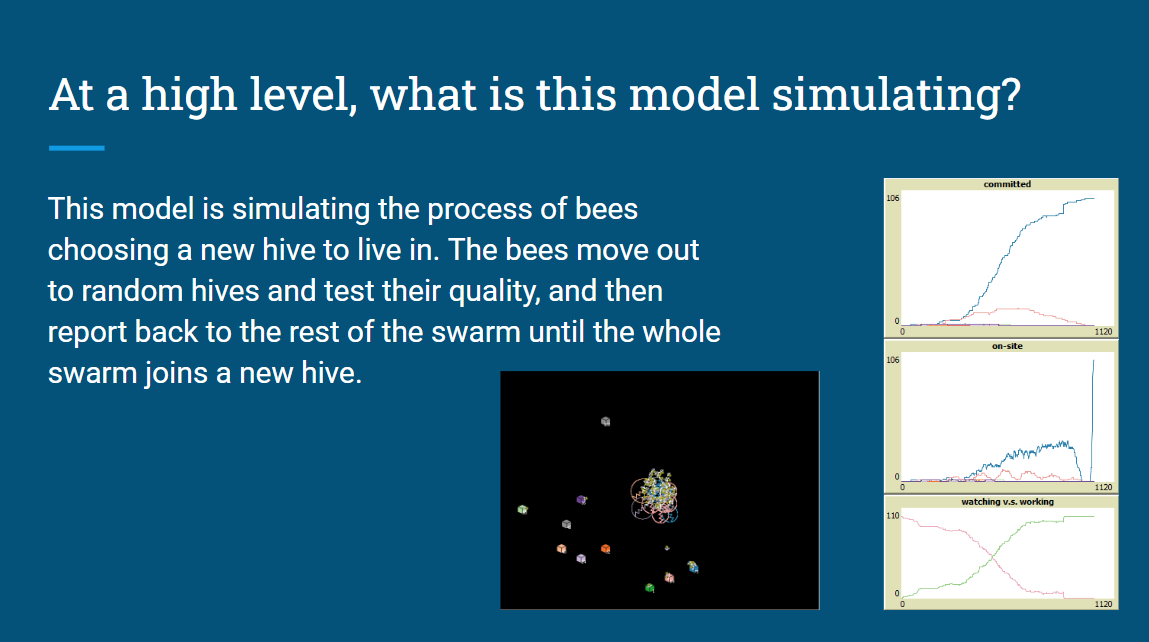 At a high level, what is this model simulating?
This model is simulating the process of bees
choosing a new hive to live in. The bees move out
to random hives and test their quality, and then
report back to the rest of the swarm until the whole
swarm joins a new hive.
committed
106
0
0
1120
on-site
106
0
0
1120
watching v.s. working
110
0
0
1120